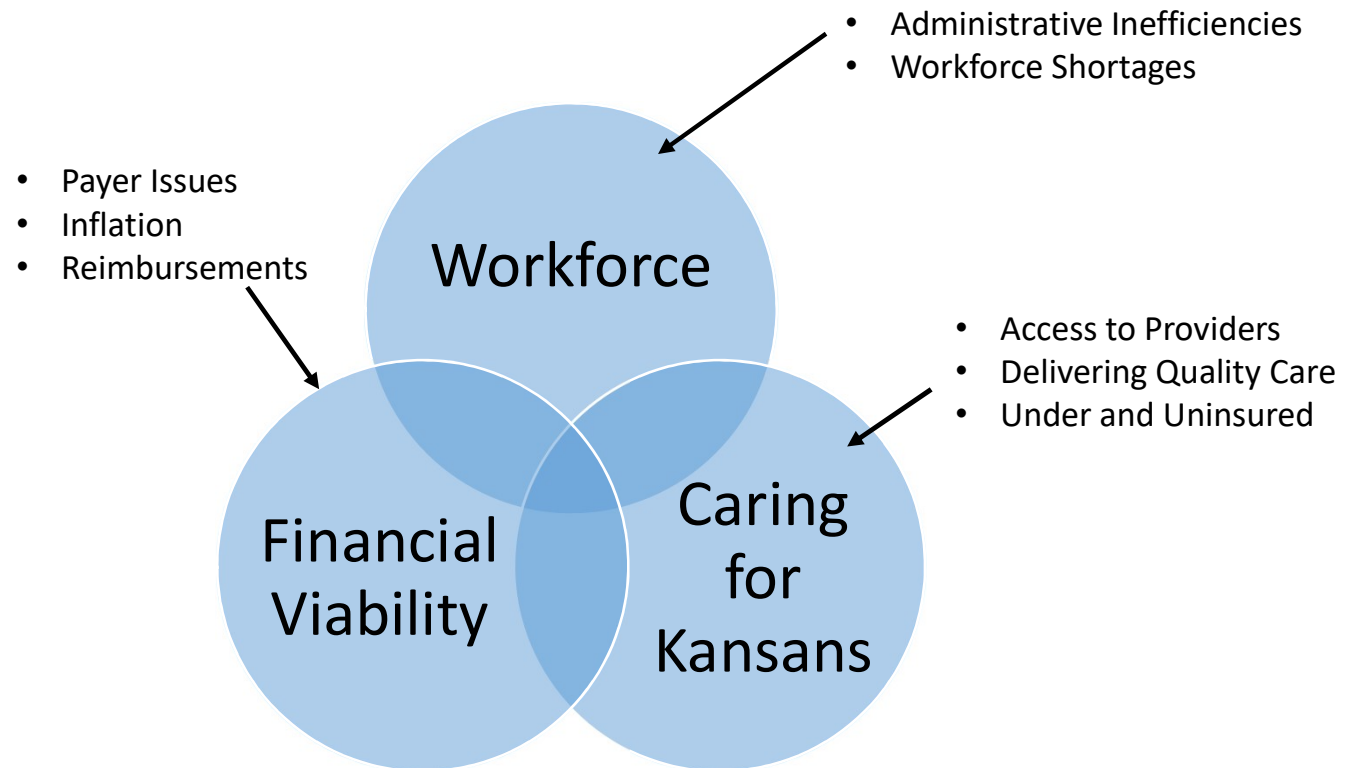 • Administrative Inefficiencies
• Workforce Shortages
• Payer Issues
• Inflation
• Reimbursements
Workforce
• Access to Providers
• Delivering Quality Care
• Under and Uninsured
Financial
Viability
Caring
for
Kansans